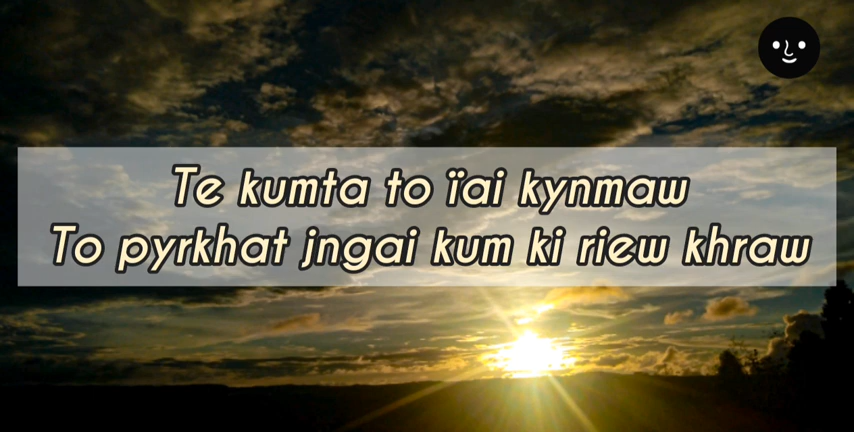 Te kumta to ïai kynmaw
To pyrkhat jngai kum ki riew khraw